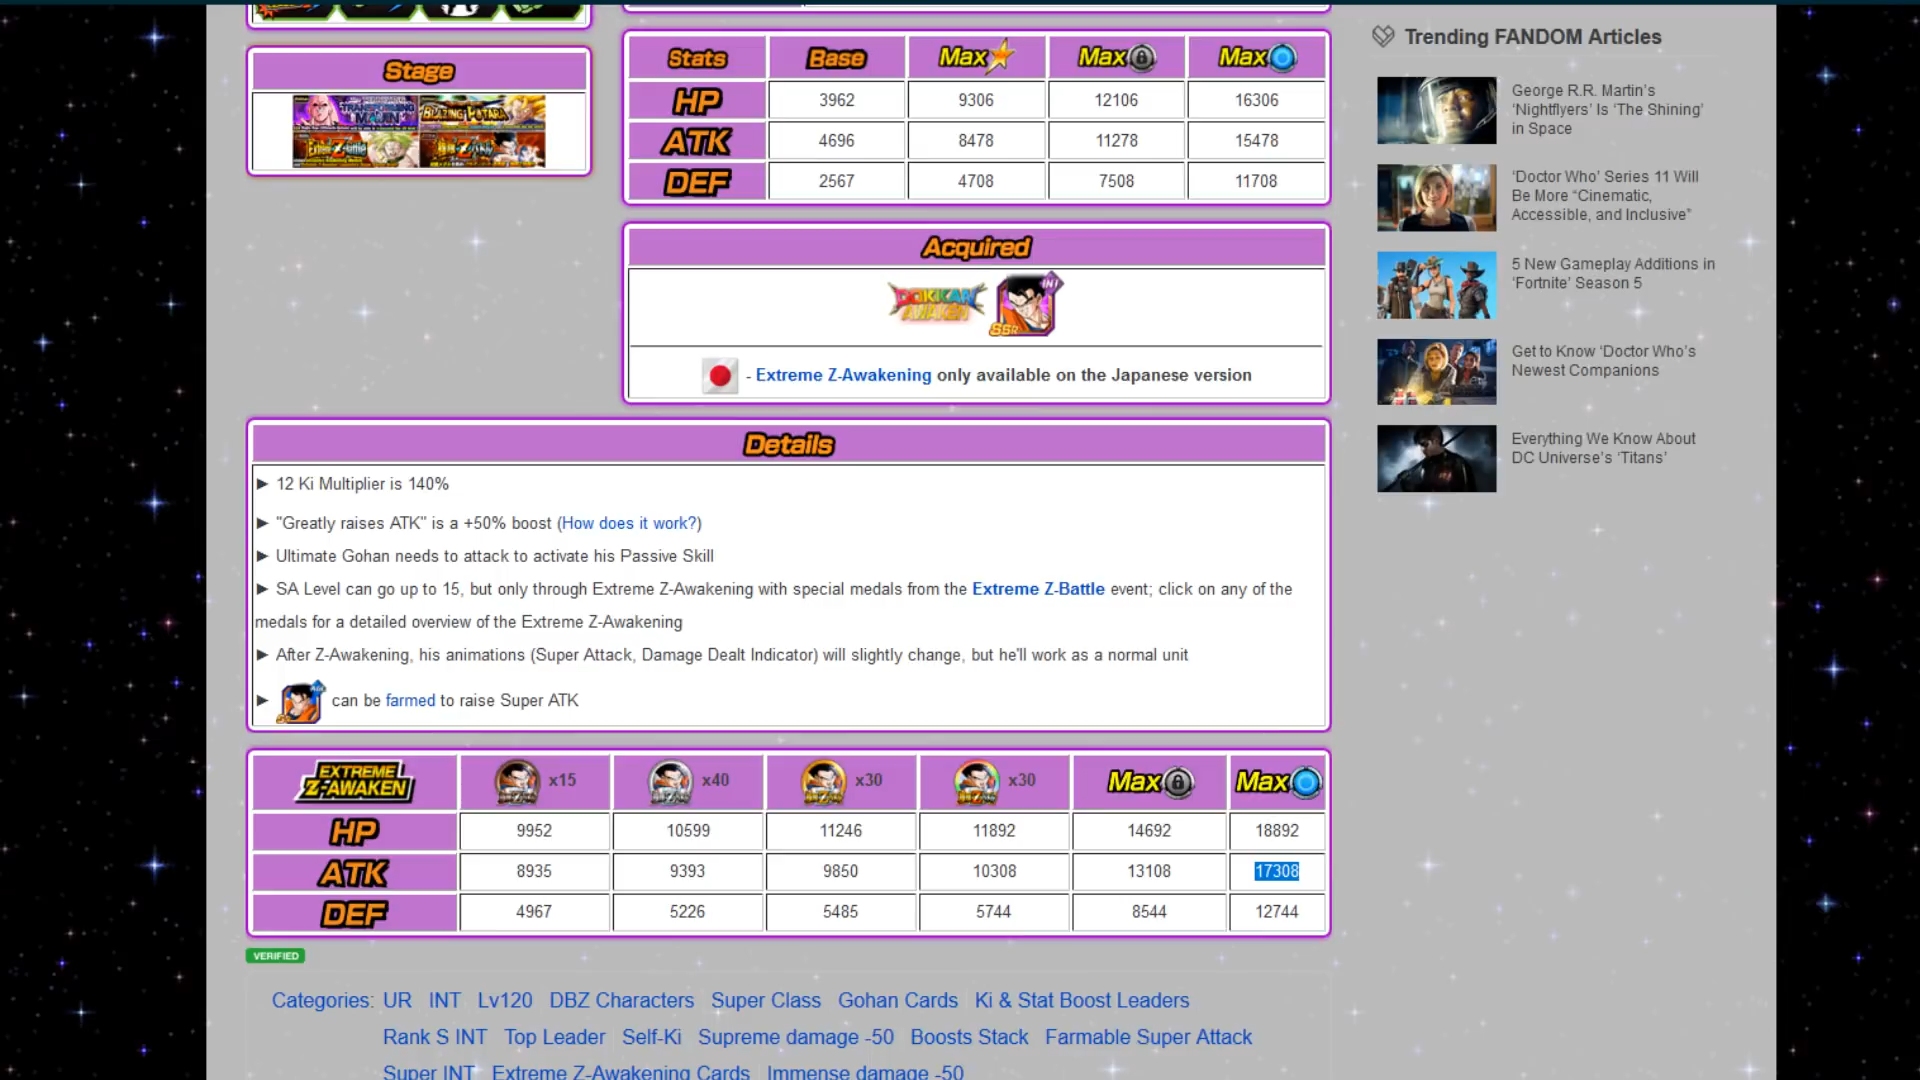 Stage
TRANSFORMING
MAJIN
BLAZING POTARA
Extreme Z-Battle
Stats Base Max Max Max
HP 3962 9306 12106 16306
ATK 4696 8478 11278 15478
DEF 2567 4708 7508 11708
Acquired
DOKKAN
AWAKEN
INT
SSR
- Extreme Z-Awakening only available on the Japanese version
Details
► 12 Ki Multiplier is 140%
► "Greatly raises ATK" is a +50% boost (How does it work?)
► Ultimate Gohan needs to attack to activate his Passive Skill
► SA Level can go up to 15, but only through Extreme Z-Awakening with special medals from the Extreme Z-Battle event; click on any of the
medals for a detailed overview of the Extreme Z-Awakening
► After Z-Awakening, his animations (Super Attack, Damage Dealt Indicator) will slightly change, but he'll work as a normal unit
► can be farmed to raise Super ATK
EXTREME
Z-AWAKEN x15 x40 x30 x30 Max Max
HP 9952 10599 11246 11892 14692 18892
ATK 8935 9393 9850 10308 13108 17308
DEF 4967 5226 5485 5744 8544 12744
VERIFIED
Categories: UR INT Lv120 DBZ Characters Super Class Gohan Cards Ki & Stat Boost Leaders
Rank S INT Top Leader Self-Ki Supreme damage -50 Boosts Stack Farmable Super Attack
Super INT Extreme Z-Awakening Cards Immense damage -50
Trending FANDOM Articles
George R.R. Martin's
'Nightflyers' Is 'The Shining'
in Space
'Doctor Who' Series 11 Will
Be More "Cinematic,
Accessible, and Inclusive"
5 New Gameplay Additions in
'Fortnite' Season 5
Get to Know 'Doctor Who's
Newest Companions
Everything We Know About
DC Universe's 'Titans'